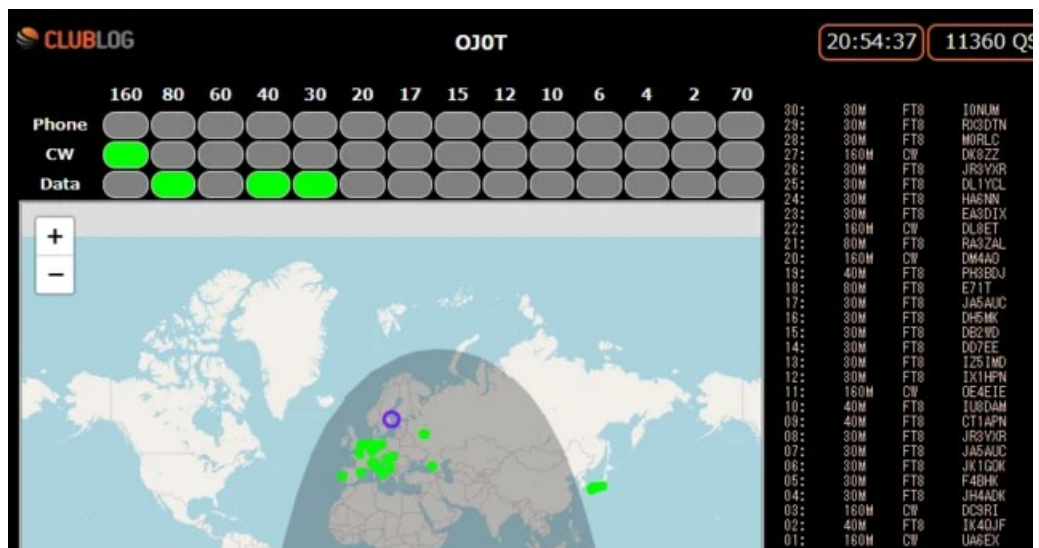 CLUBLOG
OJ0T
20:54:37
11360 QS
160 80 60 40 30 20 17 15 12 10 6 4 2 70
Phone
CW
Data
+
−
30: 30M FT8 I0NUM
29: 30M FT8 RX3DTN
28: 30M FT8 M0RLC
27: 160M CW DK8ZZ
26: 30M FT8 JR3VXR
25: 30M FT8 DL1YCL
24: 30M FT8 HA6NN
23: 30M FT8 EA3DIX
22: 160M CW DL8ET
21: 80M FT8 RA3ZAL
20: 160M CW DM4AO
19: 40M FT8 PH3BDJ
18: 80M FT8 E71T
17: 30M FT8 JA5AUC
16: 30M FT8 DH5MK
15: 30M FT8 DB2WD
14: 30M FT8 DD7EE
13: 30M FT8 IZ5IMD
12: 30M FT8 IX1HPN
11: 160M CW OE4EIE
10: 40M FT8 IU8DAM
09: 40M FT8 CT1APN
08: 30M FT8 JR3VXR
07: 30M FT8 JA5AUC
06: 30M FT8 JK1GOK
05: 30M FT8 F4BHK
04: 30M FT8 JH4ADK
03: 160M CW DC9RI
02: 40M FT8 IK4OJF
01: 160M CW UA6EX